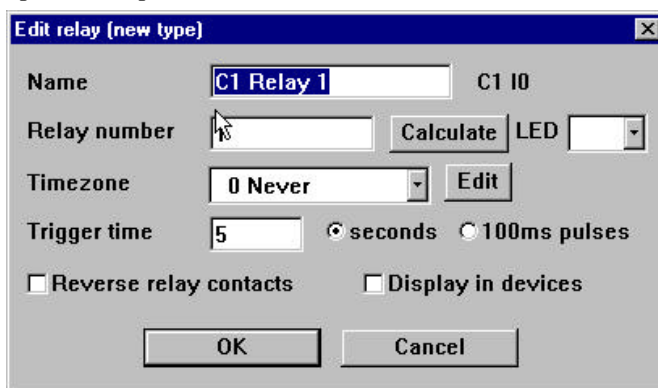 Edit relay (new type)
Name C1 Relay 1 C1 I0
Relay number Calculate LED
Timezone 0 Never Edit
Trigger time 5 seconds 100ms pulses
Reverse relay contacts Display in devices
OK Cancel